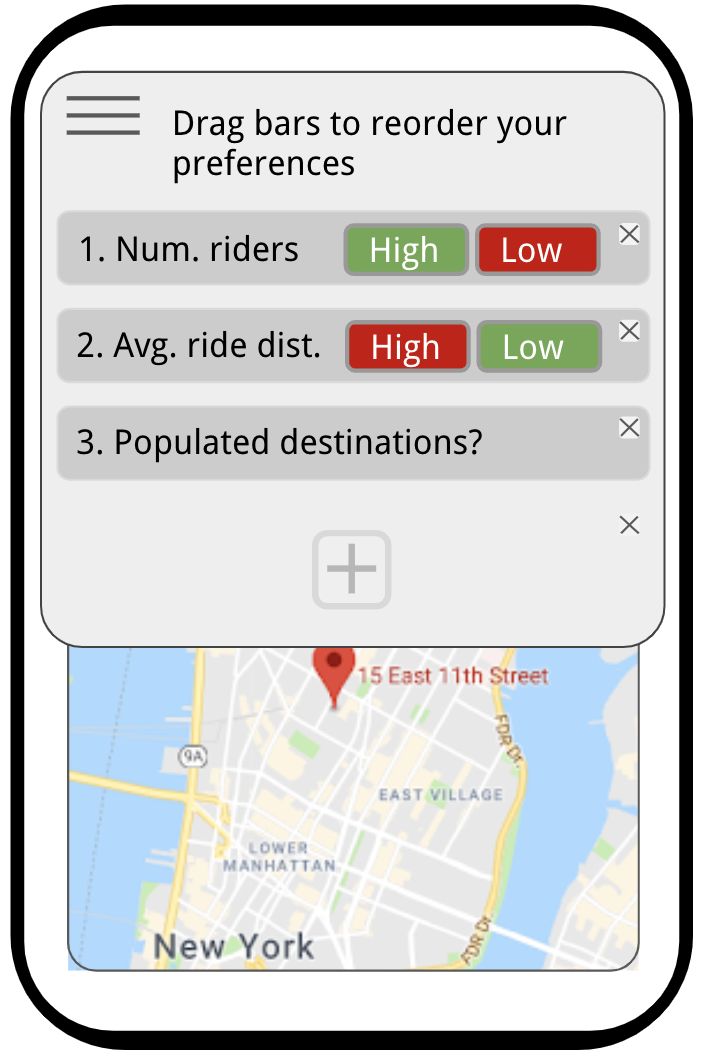 Drag bars to reorder your
preferences
1. Num. riders High Low
2. Avg. ride dist. High Low
3. Populated destinations?
15 East 11th Street
FDR Dr.
9A
EAST VILLAGE
LOWER
MANHATTAN
FDR Dr.
New York